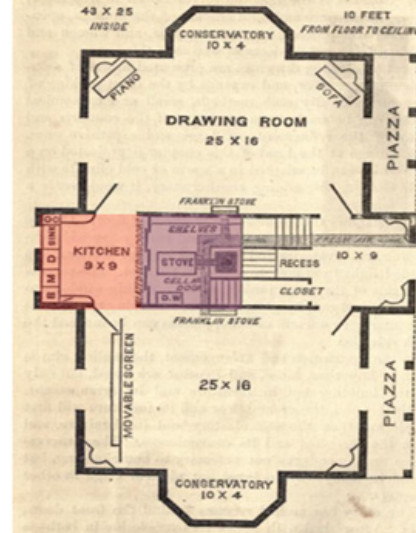 43 X 25
INSIDE
10 FEET
FROM FLOOR TO CEILING
CONSERVATORY
10 X 4
PIANO
SOFA
DRAWING ROOM
25 X 16
PIAZZA
FRANKLIN STOVE
SHELVES
SINK
KITCHEN
9 X 9
STOVE
RECESS
10 X 9
CELLAR
DOOR
CLOSET
B M D
D.W
FRANKLIN STOVE
MOVABLE SCREEN
25 X 16
PIAZZA
CONSERVATORY
10 X 4